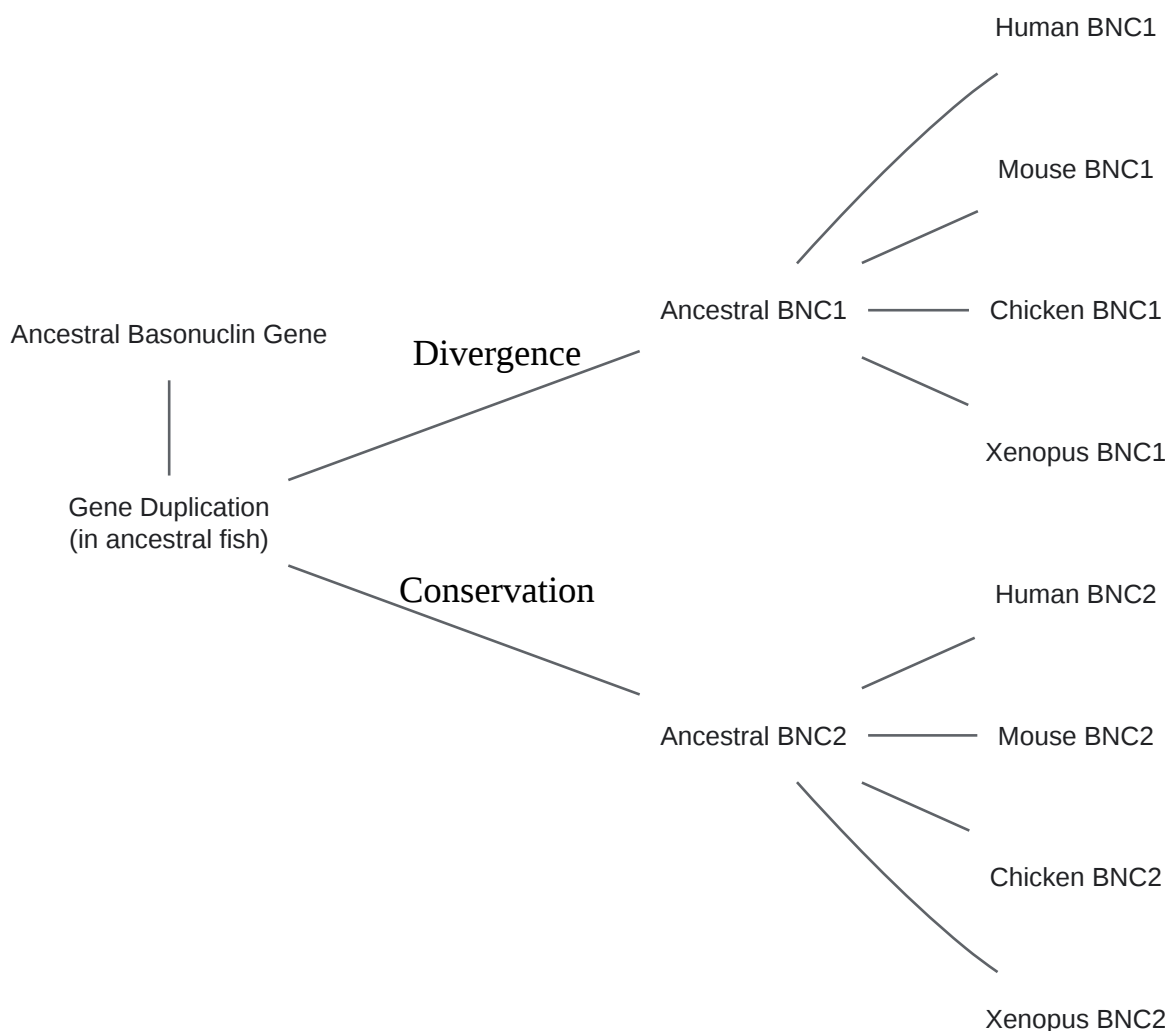 Human BNC1
Mouse BNC1
Ancestral BNC1
Chicken BNC1
Ancestral Basonuclin Gene
Divergence
Xenopus BNC1
Gene Duplication
(in ancestral fish)
Conservation
Human BNC2
Ancestral BNC2
Mouse BNC2
Chicken BNC2
Xenopus BNC2